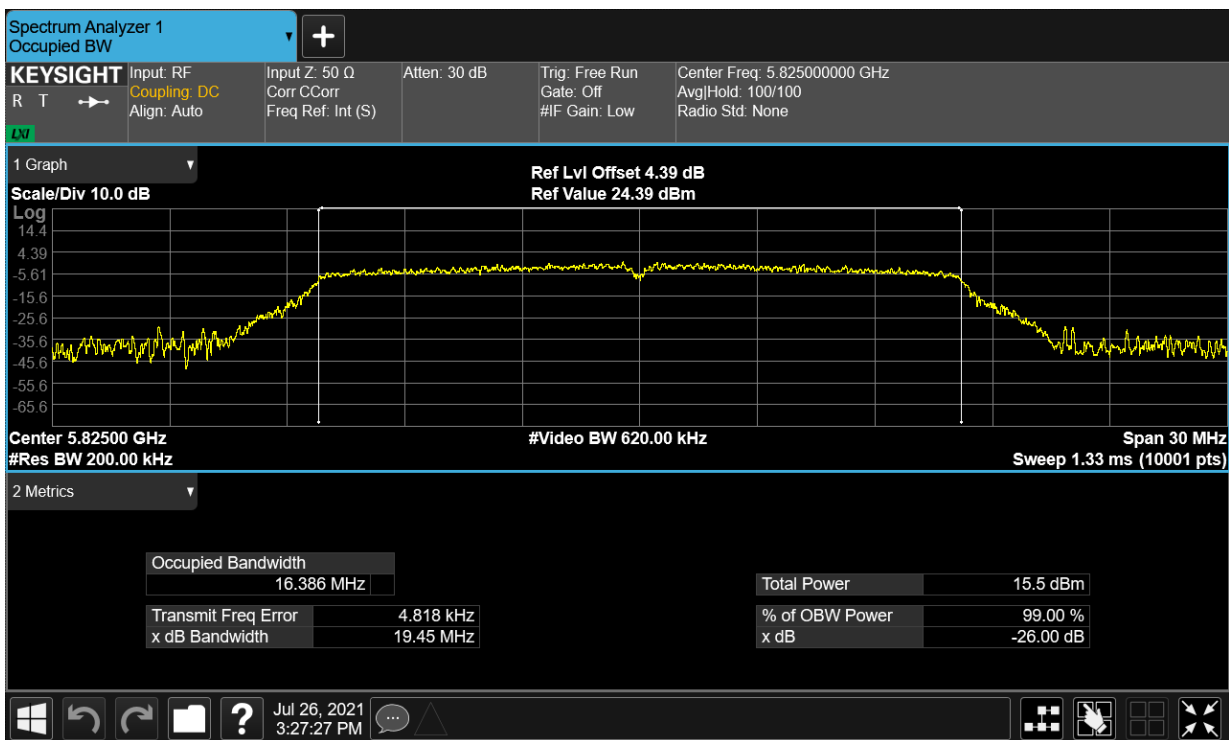 Spectrum Analyzer 1
Occupied BW
KEYSIGHT
R T
LXI
Input: RF
Coupling: DC
Align: Auto
Input Z: 50 Ω
Corr CCorr
Freq Ref: Int (S)
Atten: 30 dB
Trig: Free Run
Gate: Off
#IF Gain: Low
Center Freq: 5.825000000 GHz
Avg|Hold: 100/100
Radio Std: None
1 Graph
Ref Lvl Offset 4.39 dB
Scale/Div 10.0 dB
Ref Value 24.39 dBm
Log
14.4
4.39
-5.61
-15.6
-25.6
-35.6
-45.6
-55.6
-65.6
Center 5.82500 GHz
#Video BW 620.00 kHz
Span 30 MHz
#Res BW 200.00 kHz
Sweep 1.33 ms (10001 pts)
2 Metrics
Occupied Bandwidth
16.386 MHz
Total Power 15.5 dBm
Transmit Freq Error 4.818 kHz
% of OBW Power 99.00 %
x dB Bandwidth 19.45 MHz
x dB -26.00 dB
?
Jul 26, 2021
3:27:27 PM